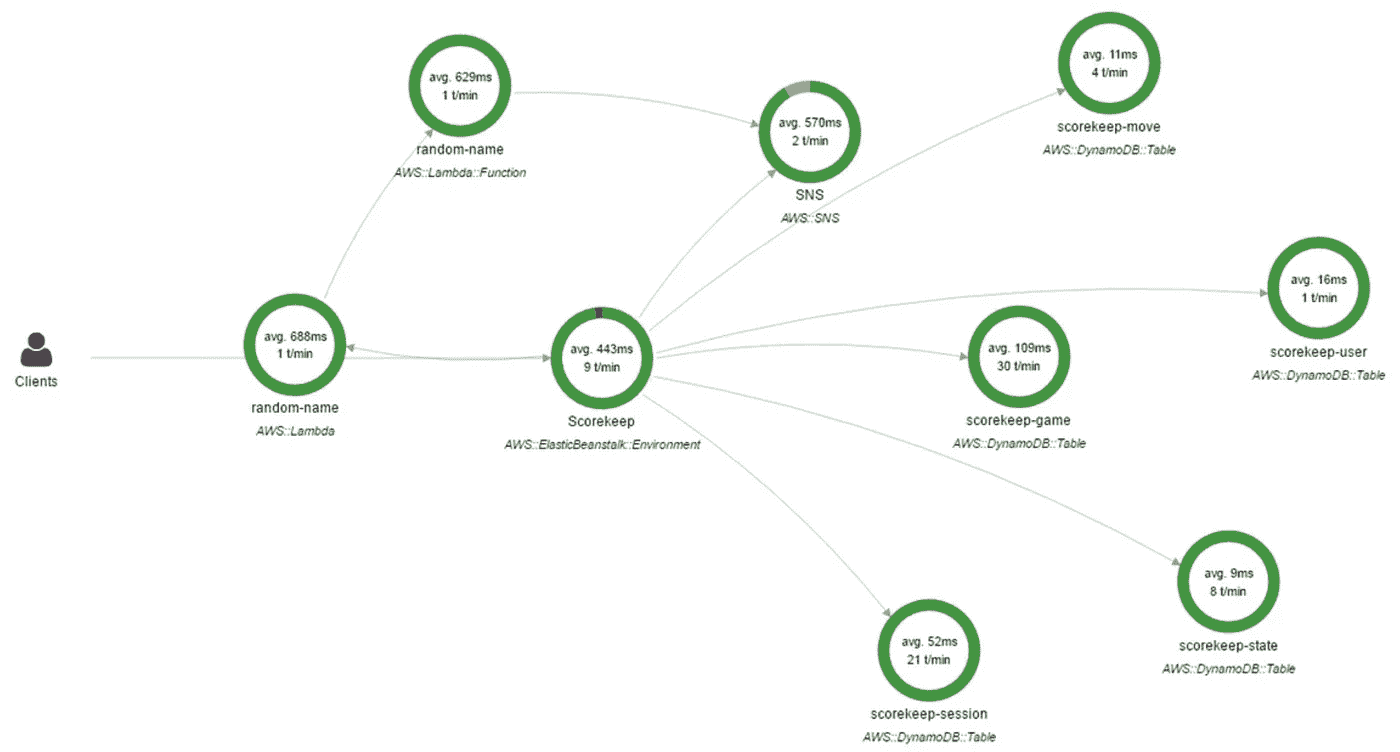 avg. 629ms
1 t/min
random-name
AWS::Lambda::Function
avg. 570ms
2 t/min
SNS
AWS::SNS
avg. 11ms
4 t/min
scorekeep-move
AWS::DynamoDB::Table
Clients
avg. 688ms
1 t/min
random-name
AWS::Lambda
avg. 443ms
9 t/min
Scorekeep
AWS::ElasticBeanstalk::Environment
avg. 109ms
30 t/min
scorekeep-game
AWS::DynamoDB::Table
avg. 16ms
1 t/min
scorekeep-user
AWS::DynamoDB::Table
avg. 9ms
8 t/min
scorekeep-state
AWS::DynamoDB::Table
avg. 52ms
21 t/min
scorekeep-session
AWS::DynamoDB::Table